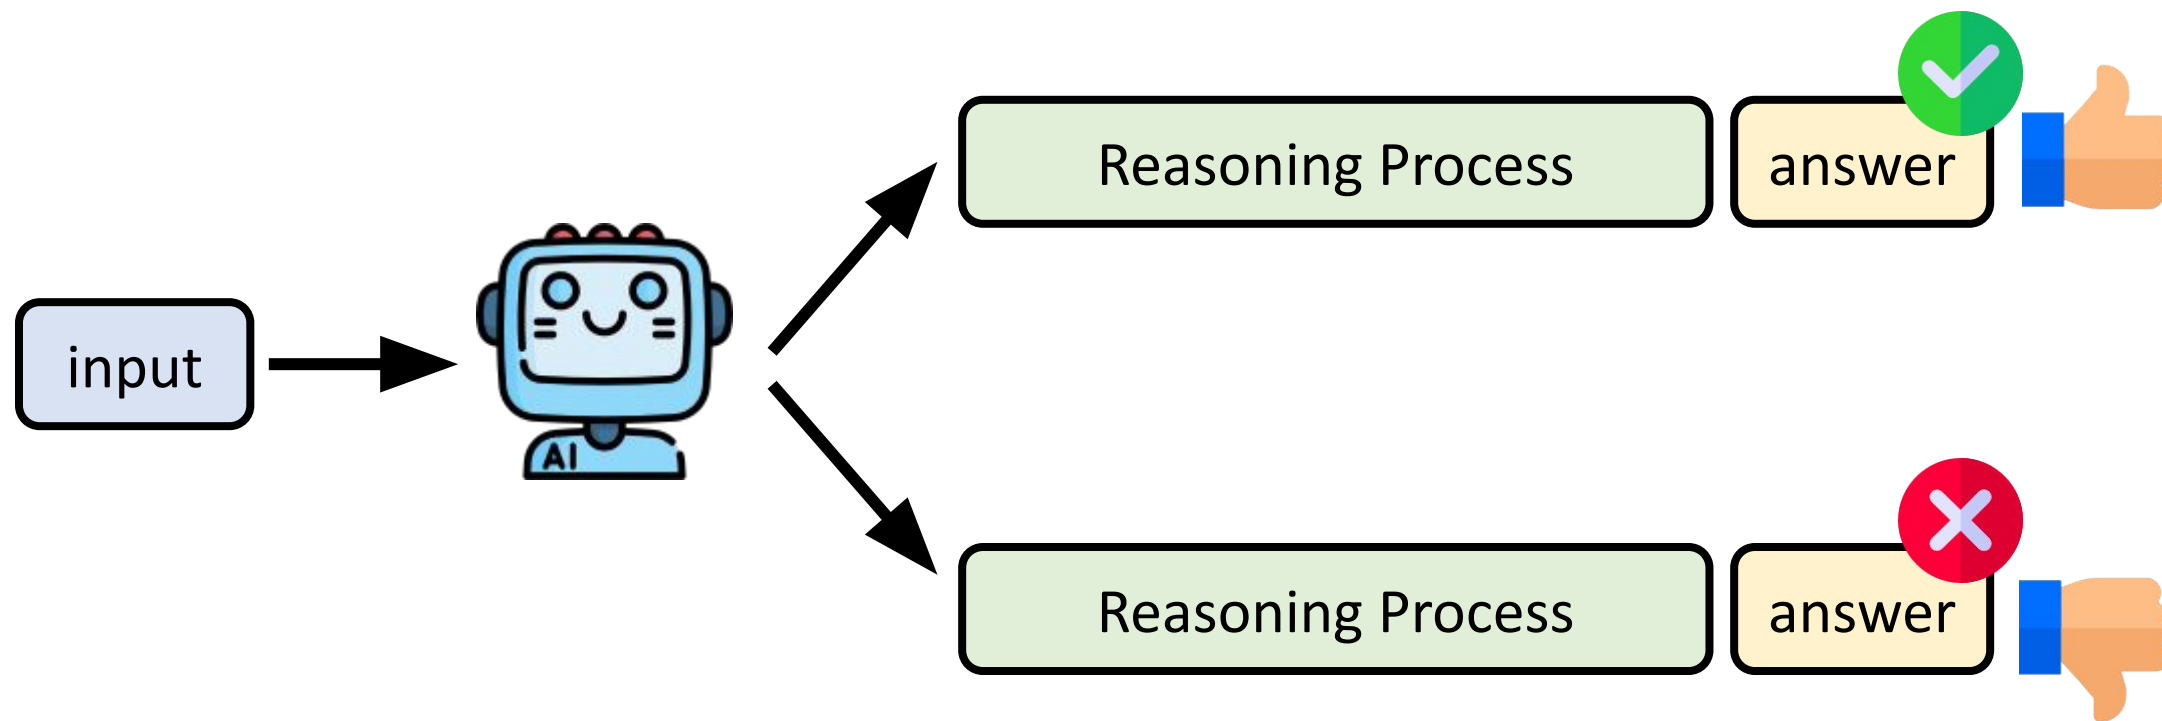 Reasoning Process
answer
input
AI
Reasoning Process
answer